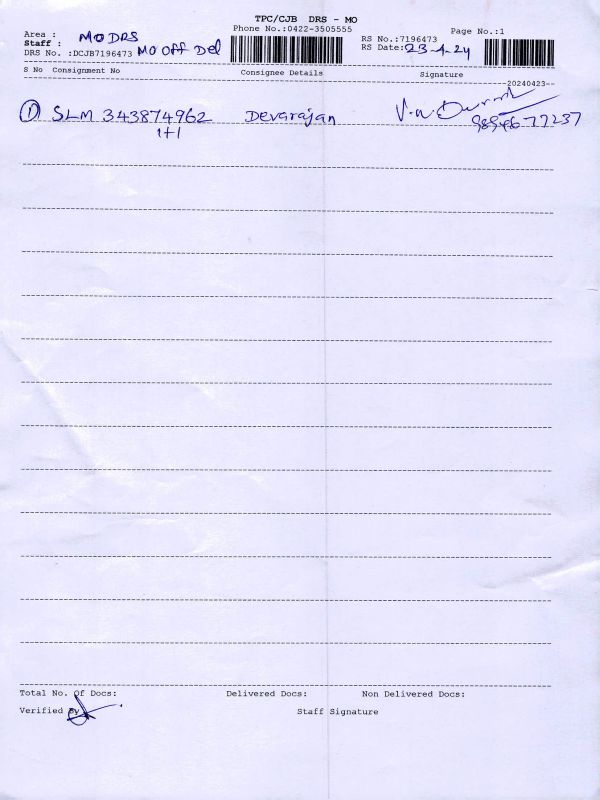 TPC/CJB DRS - MO
Phone No.:0422-3505555
Page No.:1
Area : MO DRS
RS No.:7196473
Staff :
RS Date: 23-4-24
DRS No. :DCJB7196473 MO Off Del
S No Consignment No Consignee Details Signature
--20240423--
1 SLM 343874962 Devarajan
1+1
Total No. Of Docs: Delivered Docs: Non Delivered Docs:
Verified By
Staff Signature